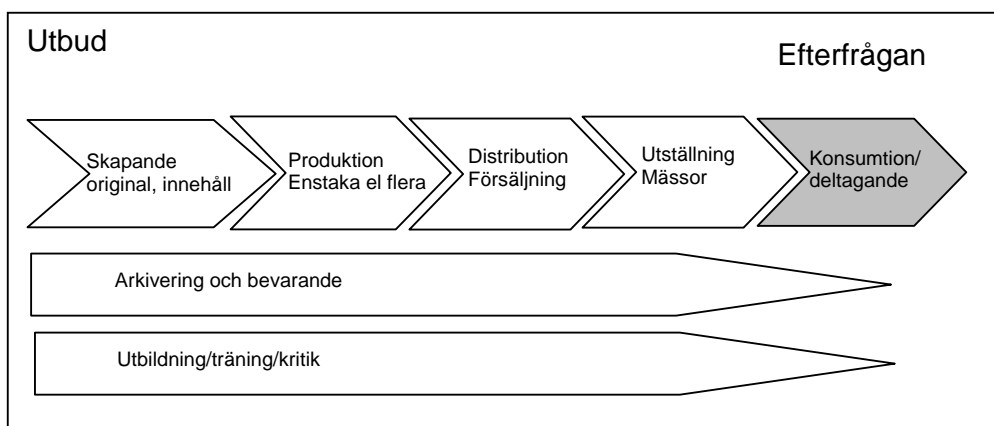 Utbud
Efterfrågan
Skapande
original, innehåll
Produktion
Enstaka el flera
Distribution
Försäljning
Utställning
Mässor
Konsumtion/
deltagande
Arkivering och bevarande
Utbildning/träning/kritik